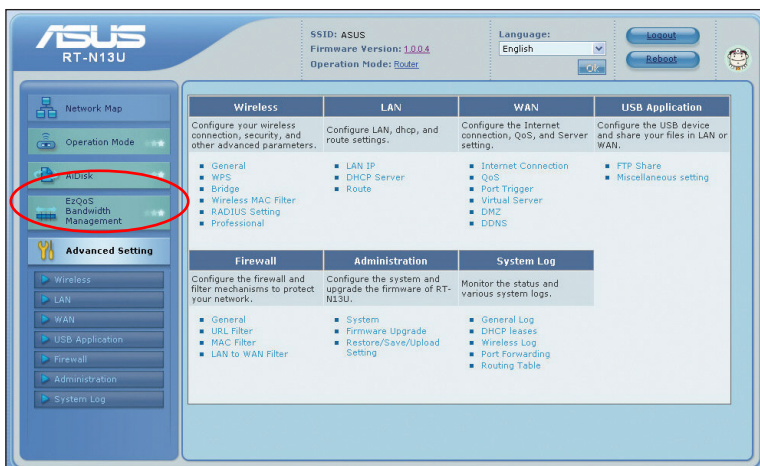 ASUS
RT-N13U
SSID: ASUS
Firmware Version: 1.0.0.4
Operation Mode: Router
Language:
English
OK
Logout
Reboot
Network Map
Operation Mode
AiDisk
EzQoS
Bandwidth
Management
Advanced Setting
Wireless
LAN
WAN
USB Application
Firewall
Administration
System Log
Wireless
Configure your wireless
connection, security, and
other advanced parameters.
General
WPS
Bridge
Wireless MAC Filter
RADIUS Setting
Professional
LAN
Configure LAN, dhcp, and
route settings.
LAN IP
DHCP Server
Route
WAN
Configure the Internet
connection, QoS, and Server
setting.
Internet Connection
QoS
Port Trigger
Virtual Server
DMZ
DDNS
USB Application
Configure the USB device
and share your files in LAN or
WAN.
FTP Share
Miscellaneous setting
Firewall
Configure the firewall and
filter mechanisms to protect
your network.
General
URL Filter
MAC Filter
LAN to WAN Filter
Administration
Configure the system and
upgrade the firmware of RT-
N13U.
System
Firmware Upgrade
Restore/Save/Upload
Setting
System Log
Monitor the status and
various system logs.
General Log
DHCP leases
Wireless Log
Port Forwarding
Routing Table